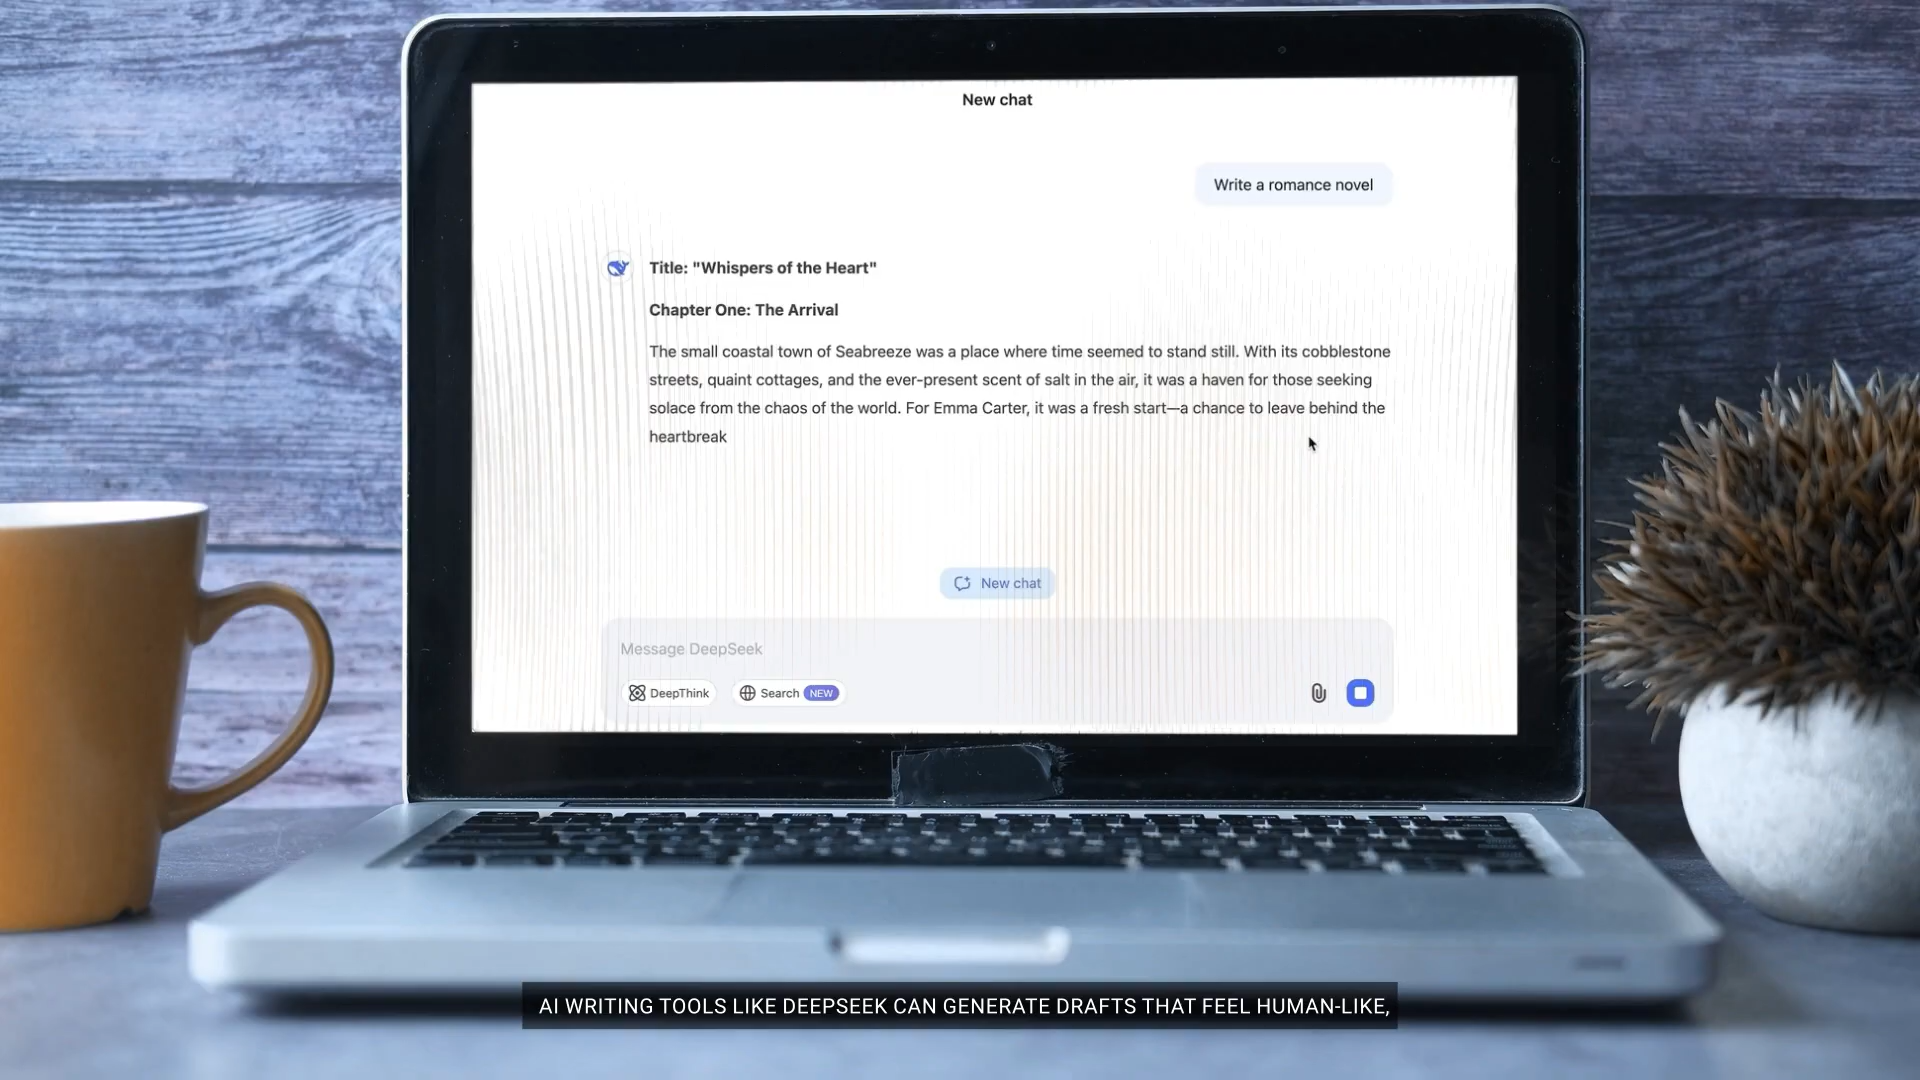 New chat
Write a romance novel
Title: "Whispers of the Heart"
Chapter One: The Arrival
The small coastal town of Seabreeze was a place where time seemed to stand still. With its cobblestone
streets, quaint cottages, and the ever-present scent of salt in the air, it was a haven for those seeking
solace from the chaos of the world. For Emma Carter, it was a fresh start—a chance to leave behind the
heartbreak
New chat
Message DeepSeek
DeepThink
Search NEW
AI WRITING TOOLS LIKE DEEPSEEK CAN GENERATE DRAFTS THAT FEEL HUMAN-LIKE,